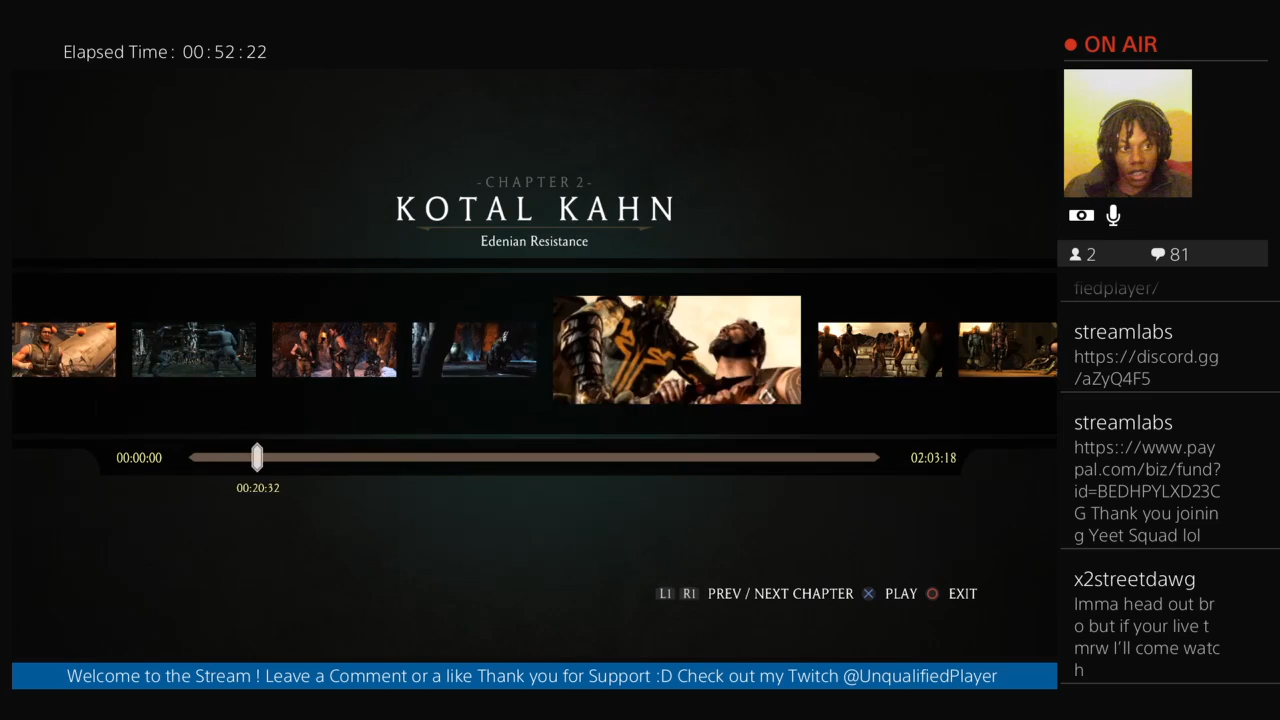 Elapsed Time: 00:52:22
ON AIR
2 81
fiedplayer/
streamlabs
https://discord.gg
/aZyQ4F5
streamlabs
https:://www.pay
pal.com/biz/fund?
id=BEDHPYLXD23C
G Thank you joinin
g Yeet Squad lol
x2streetdawg
Imma head out br
o but if your live t
mrw I'll come watc
h
-CHAPTER 2-
KOTAL KAHN
Edenian Resistance
00:00:00
02:03:18
00:20:32
L1 R1 PREV / NEXT CHAPTER PLAY EXIT
Welcome to the Stream ! Leave a Comment or a like Thank you for Support :D Check out my Twitch @UnqualifiedPlayer